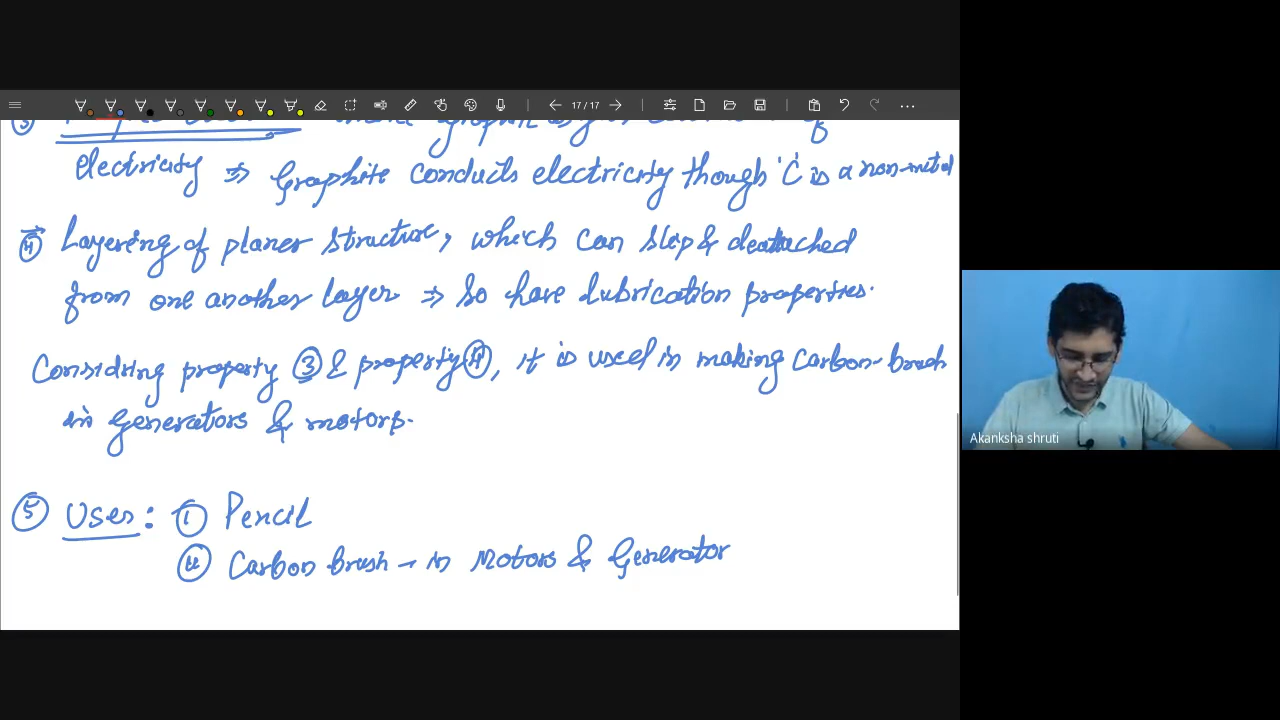 17 / 17
electricity ⇒ Graphite conducts electricity though 'C' is a non-metal
④ Layering of planer structure, which can slip & deattached
from one another layer ⇒ So have lubrication properties.
Considring property ③ & property ④, it is used in making Carbon-brush
in Generators & motors.
⑤ Uses: ① Pencil
⑪ Carbon brush → in Motors & Generator
Akanksha shruti